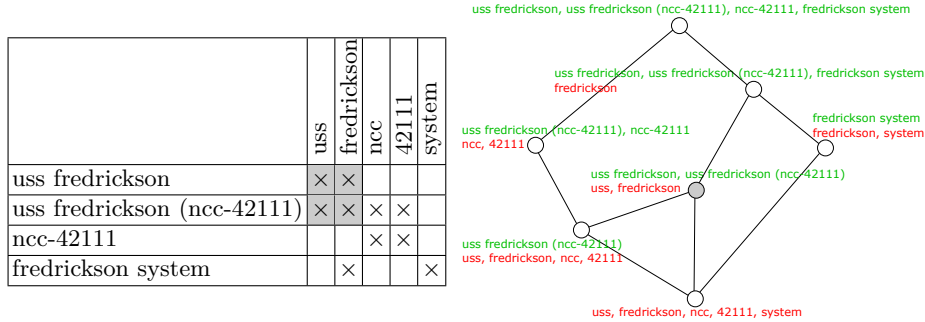 uss
fredrickson
ncc
42111
system
uss fredrickson × ×
uss fredrickson (ncc-42111) × × × ×
ncc-42111 × ×
fredrickson system × ×
uss fredrickson, uss fredrickson (ncc-42111), ncc-42111, fredrickson system
uss fredrickson, uss fredrickson (ncc-42111), fredrickson system
fredrickson
fredrickson system
fredrickson, system
uss fredrickson (ncc-42111), ncc-42111
ncc, 42111
uss fredrickson, uss fredrickson (ncc-42111)
uss, fredrickson
uss fredrickson (ncc-42111)
uss, fredrickson, ncc, 42111
uss, fredrickson, ncc, 42111, system